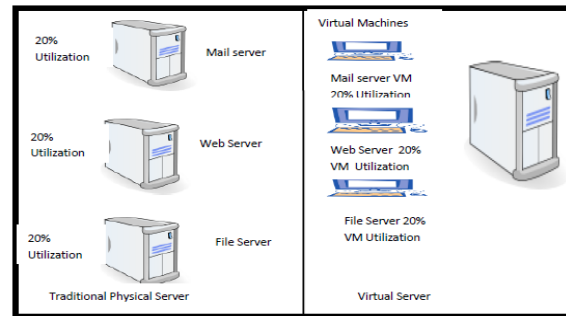 20%
Utilization
Mail server
20%
Utilization
Web Server
20%
Utilization
File Server
Traditional Physical Server
Virtual Machines
Mail server VM
20% Utilization
Web Server 20%
VM Utilization
File Server 20%
VM Utilization
Virtual Server